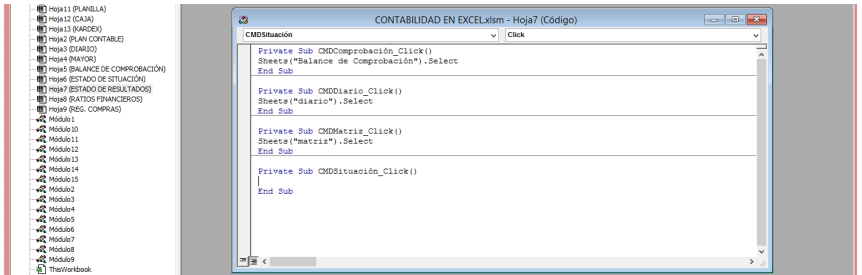 Hoja11 (PLANILLA)
Hoja12 (CAJA)
Hoja13 (KARDEX)
Hoja2 (PLAN CONTABLE)
Hoja3 (DIARIO)
Hoja4 (MAYOR)
Hoja5 (BALANCE DE COMPROBACIÓN)
Hoja6 (ESTADO DE SITUACIÓN)
Hoja7 (ESTADO DE RESULTADOS)
Hoja8 (RATIOS FINANCIEROS)
Hoja9 (REG. COMPRAS)
Módulo1
Módulo10
Módulo11
Módulo12
Módulo13
Módulo14
Módulo15
Módulo2
Módulo3
Módulo4
Módulo5
Módulo6
Módulo7
Módulo8
Módulo9
ThisWorkbook
CONTABILIDAD EN EXCEL.xlsm - Hoja7 (Código)
CMDSituación
Click
Private Sub CMDComprobación_Click()
Sheets("Balance de Comprobación").Select
End Sub
Private Sub CMDDiario_Click()
Sheets("diario").Select
End Sub
Private Sub CMDMatriz_Click()
Sheets("matriz").Select
End Sub
Private Sub CMDSituación_Click()
End Sub